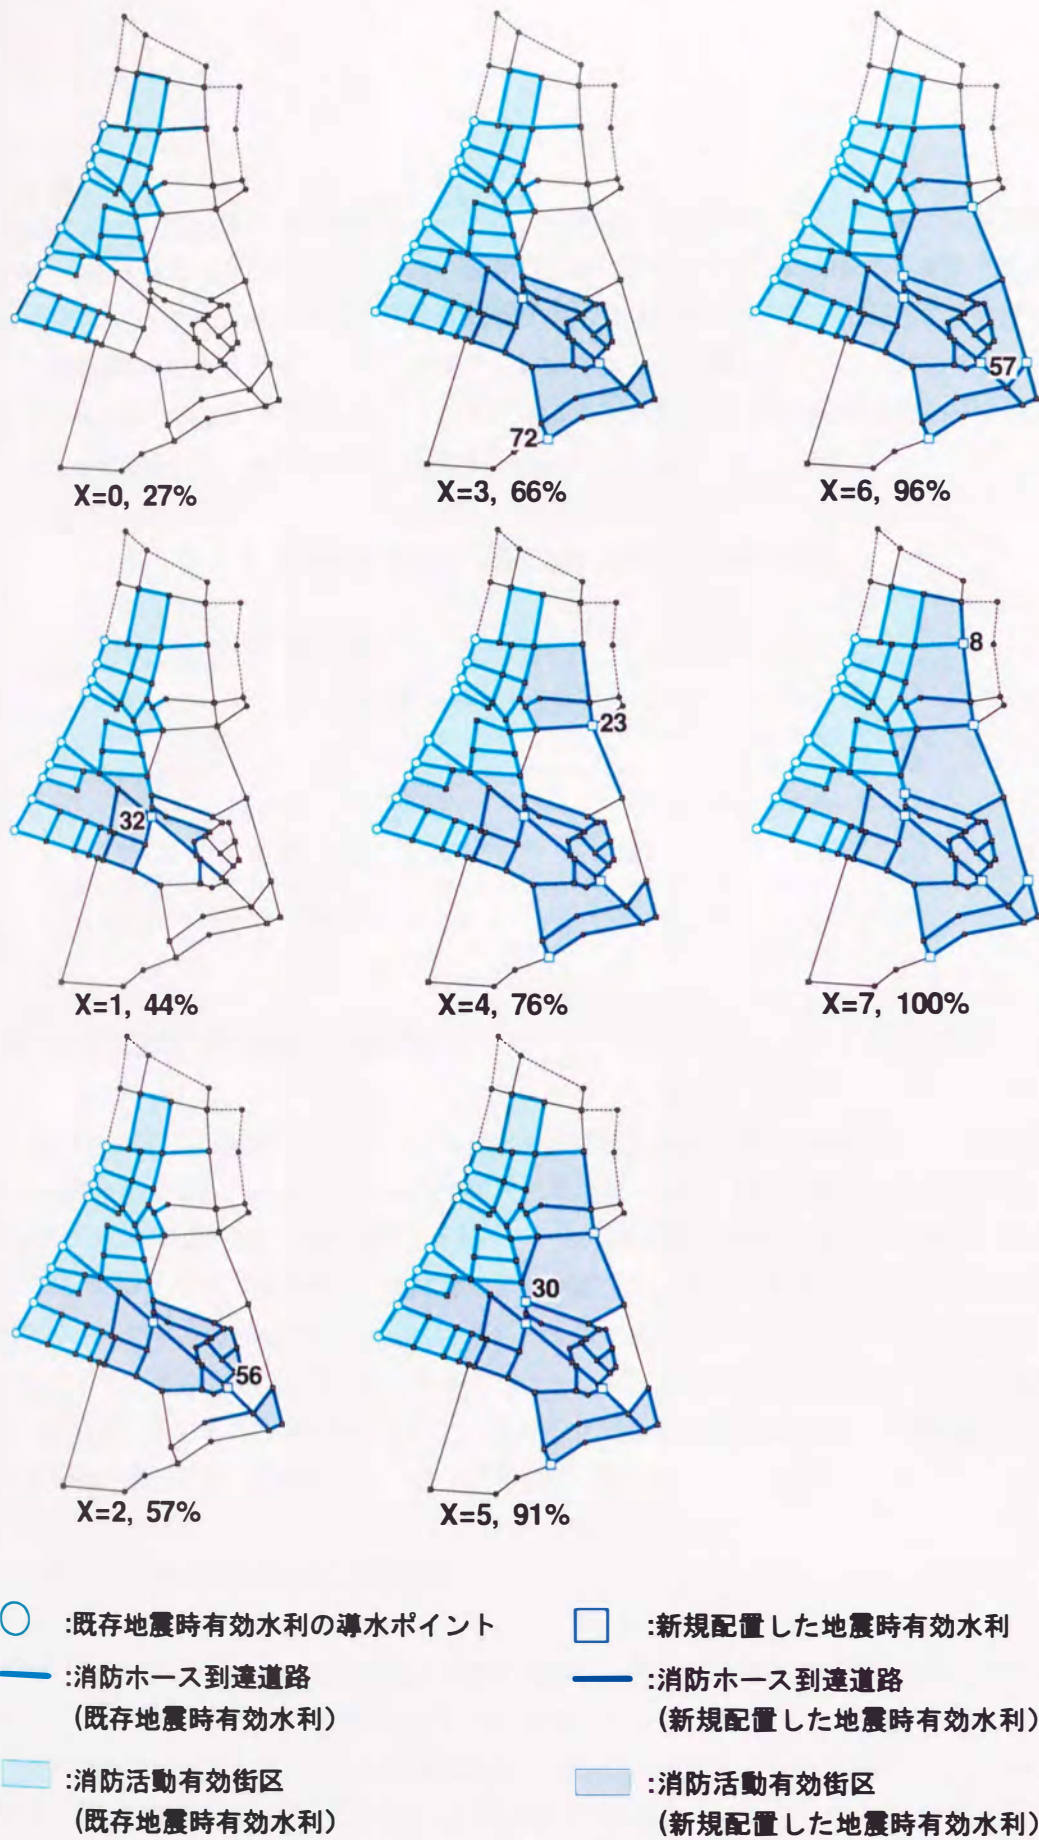 X=0, 27%
72
X=3, 66%
57
X=6, 96%
32
X=1, 44%
23
X=4, 76%
8
X=7, 100%
56
X=2, 57%
30
X=5, 91%
:既存地震時有効水利の導水ポイント
:消防ホース到達道路
(既存地震時有効水利)
:消防活動有効街区
(既存地震時有効水利)
:新規配置した地震時有効水利
:消防ホース到達道路
(新規配置した地震時有効水利)
:消防活動有効街区
(新規配置した地震時有効水利)